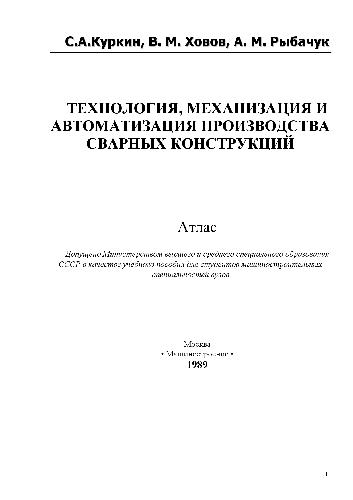 С.А.Куркин, В. М. Ховов, А. М. Рыбачук
ТЕХНОЛОГИЯ, МЕХАНИЗАЦИЯ И
АВТОМАТИЗАЦИЯ ПРОИЗВОДСТВА
СВАРНЫХ КОНСТРУКЦИЙ
Атлас
Допущено Министерством высшего и среднего специального образования
СССР в качестве учебного пособия для студентов машиностроительных
специальностей вузов
Москва
• Машиностроение •
1989
1